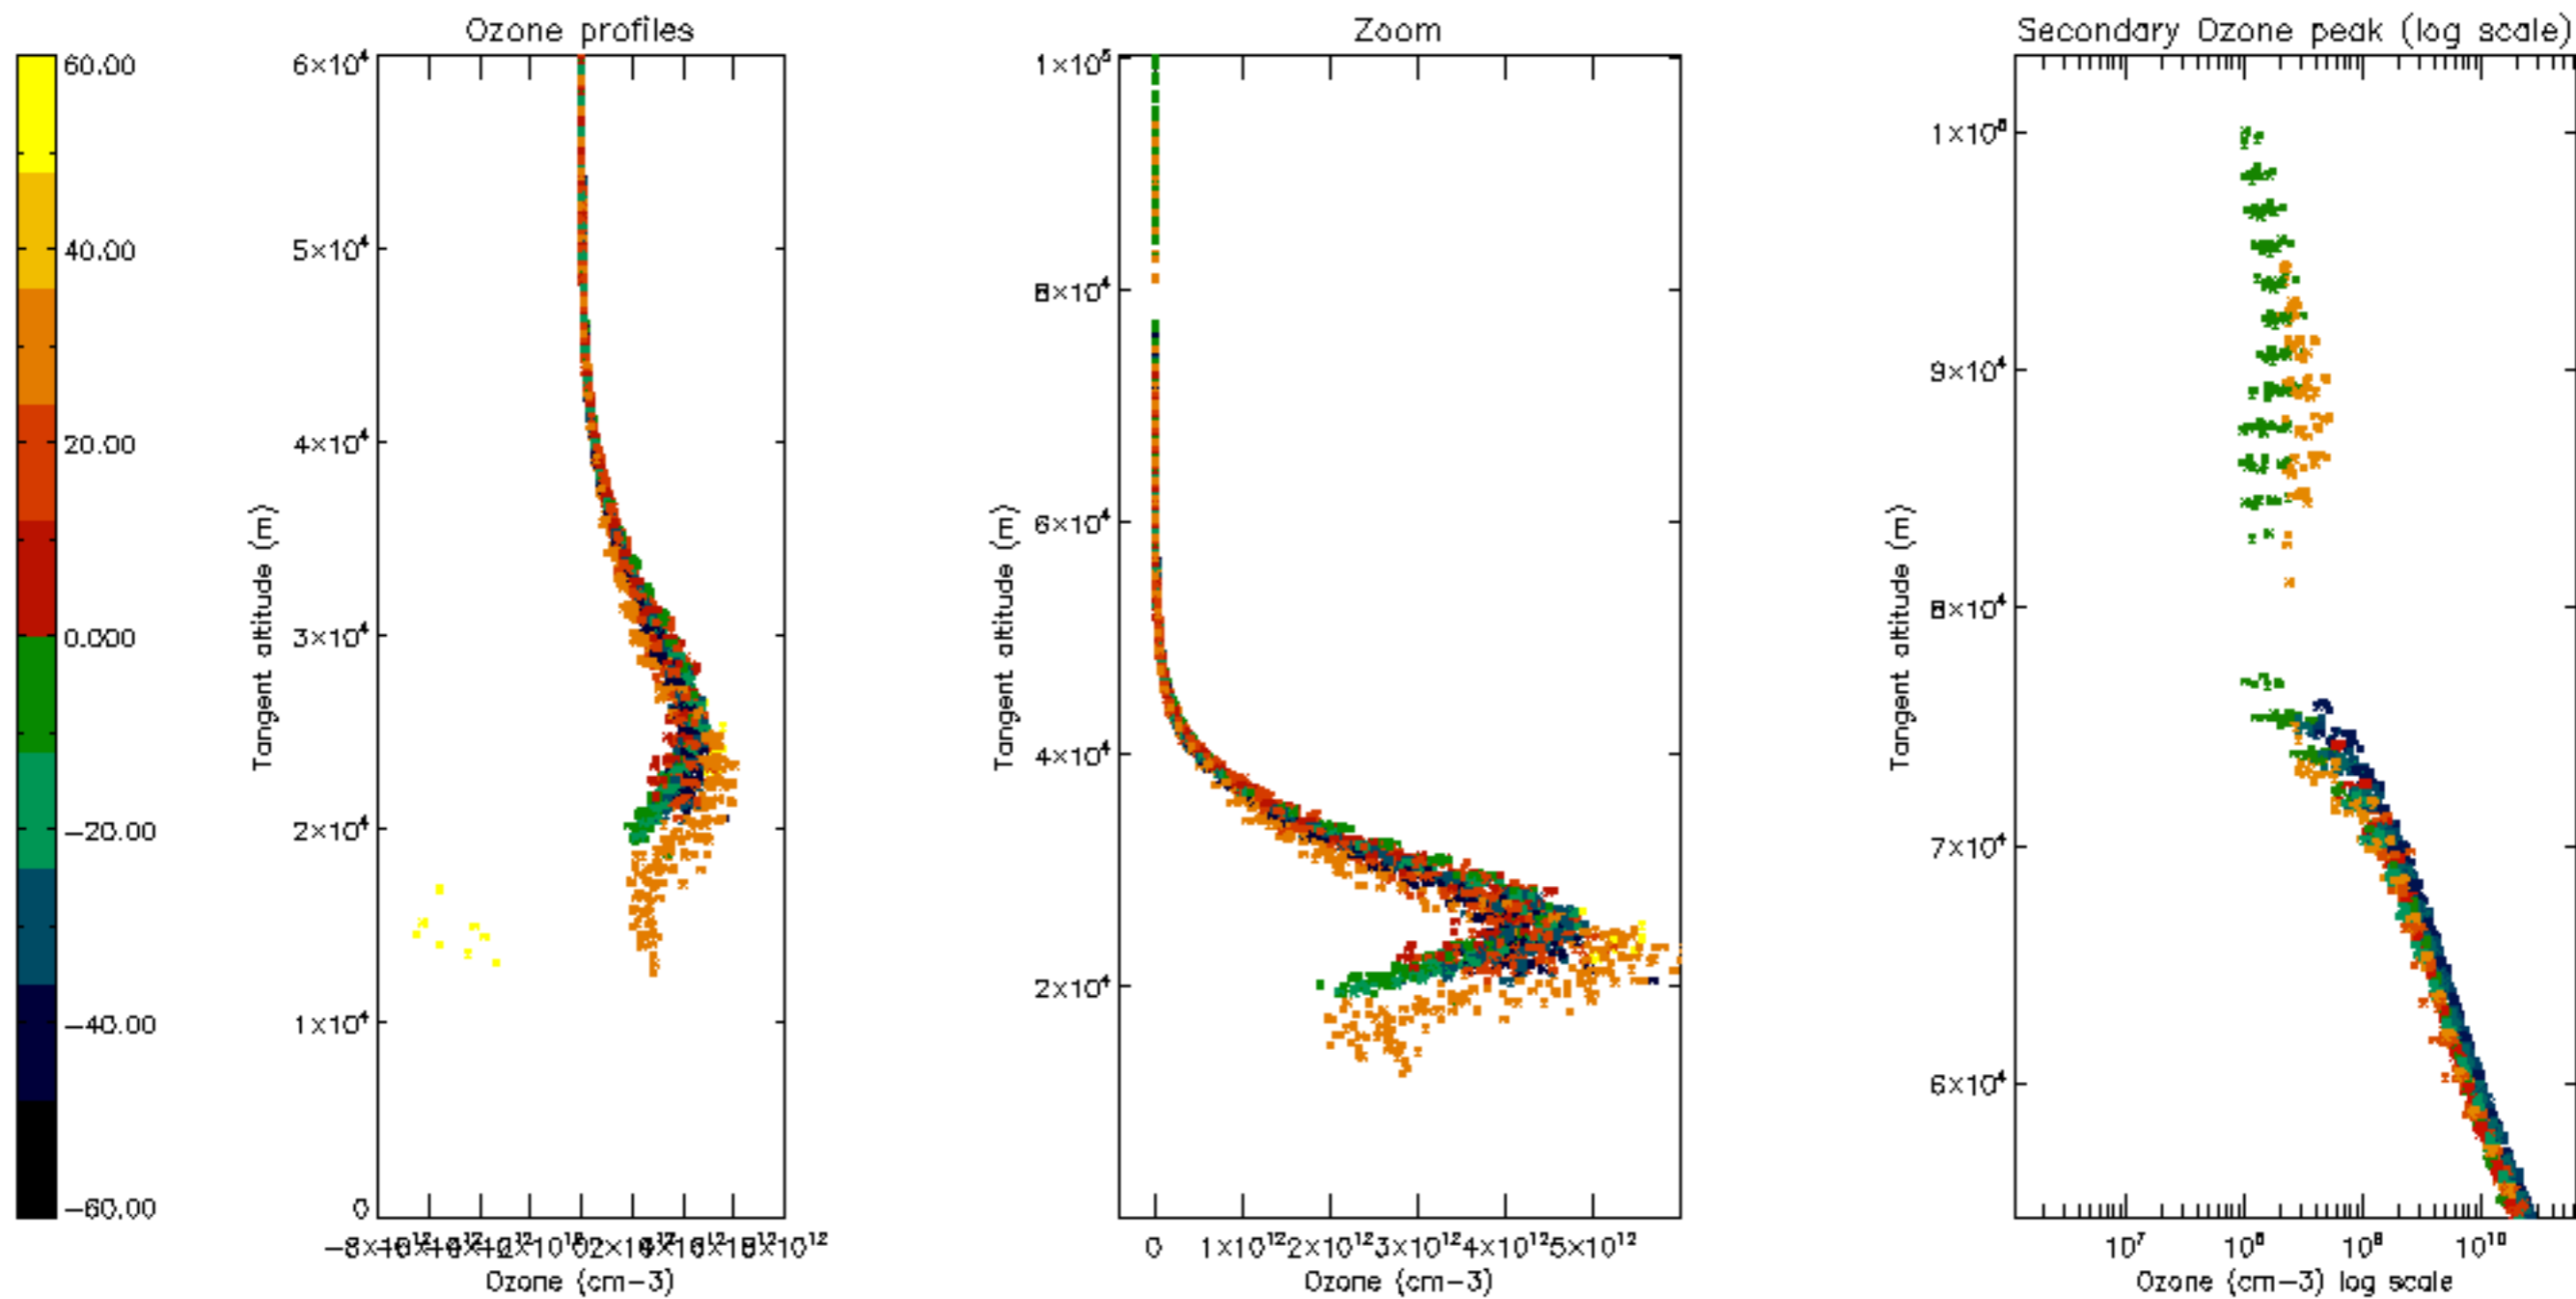 Ozone profiles
Zoom
Secondary Ozone peak (log scale)
60.00
40.00
20.00
0.000
-20.00
-40.00
-60.00
Tangent altitude (m)
6×10⁴
5×10⁴
4×10⁴
3×10⁴
2×10⁴
1×10⁴
0
Ozone (cm-3)
Tangent altitude (m)
1×10⁵
8×10⁴
6×10⁴
4×10⁴
2×10⁴
0 1×10¹² 2×10¹² 3×10¹² 4×10¹² 5×10¹²
Ozone (cm-3)
Tangent altitude (m)
9×10⁴
8×10⁴
7×10⁴
6×10⁴
10⁷ 10⁸ 10⁹ 10¹⁰
Ozone (cm-3) log scale